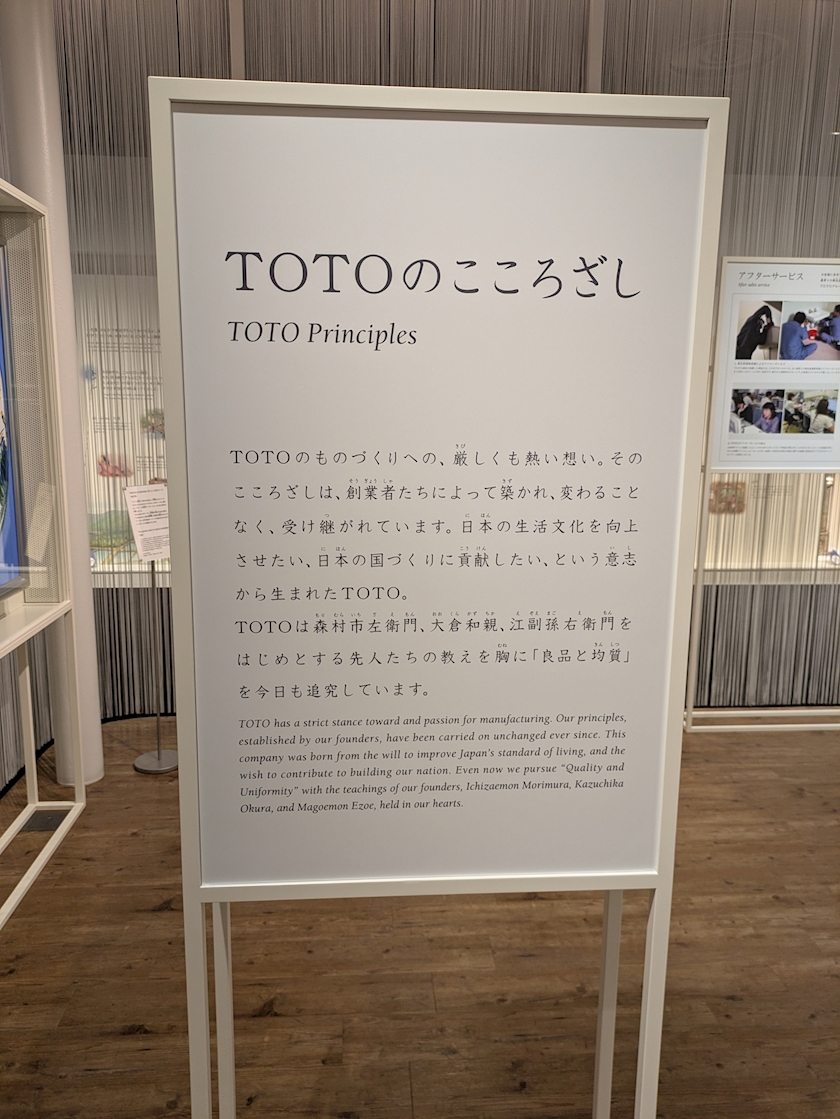 TOTOのこころざし
TOTO Principles
TOTOのものづくりへの、厳しくも熱い想い。その
こころざしは、創業者たちによって築かれ、変わること
なく、受け継がれています。日本の生活文化を向上
させたい、日本の国づくりに貢献したい、という意志
から生まれたTOTO。
TOTOは森村市左衛門、大倉和親、江副孫右衛門を
はじめとする先人たちの教えを胸に「良品と均質」
を今日も追究しています。
TOTO has a strict stance toward and passion for manufacturing. Our principles,
established by our founders, have been carried on unchanged ever since. This
company was born from the will to improve Japan's standard of living, and the
wish to contribute to building our nation. Even now we pursue “Quality and
Uniformity” with the teachings of our founders, Ichizaemon Morimura, Kazuchika
Okura, and Magoemon Ezoe, held in our hearts.
アフターサービス
After-sales service